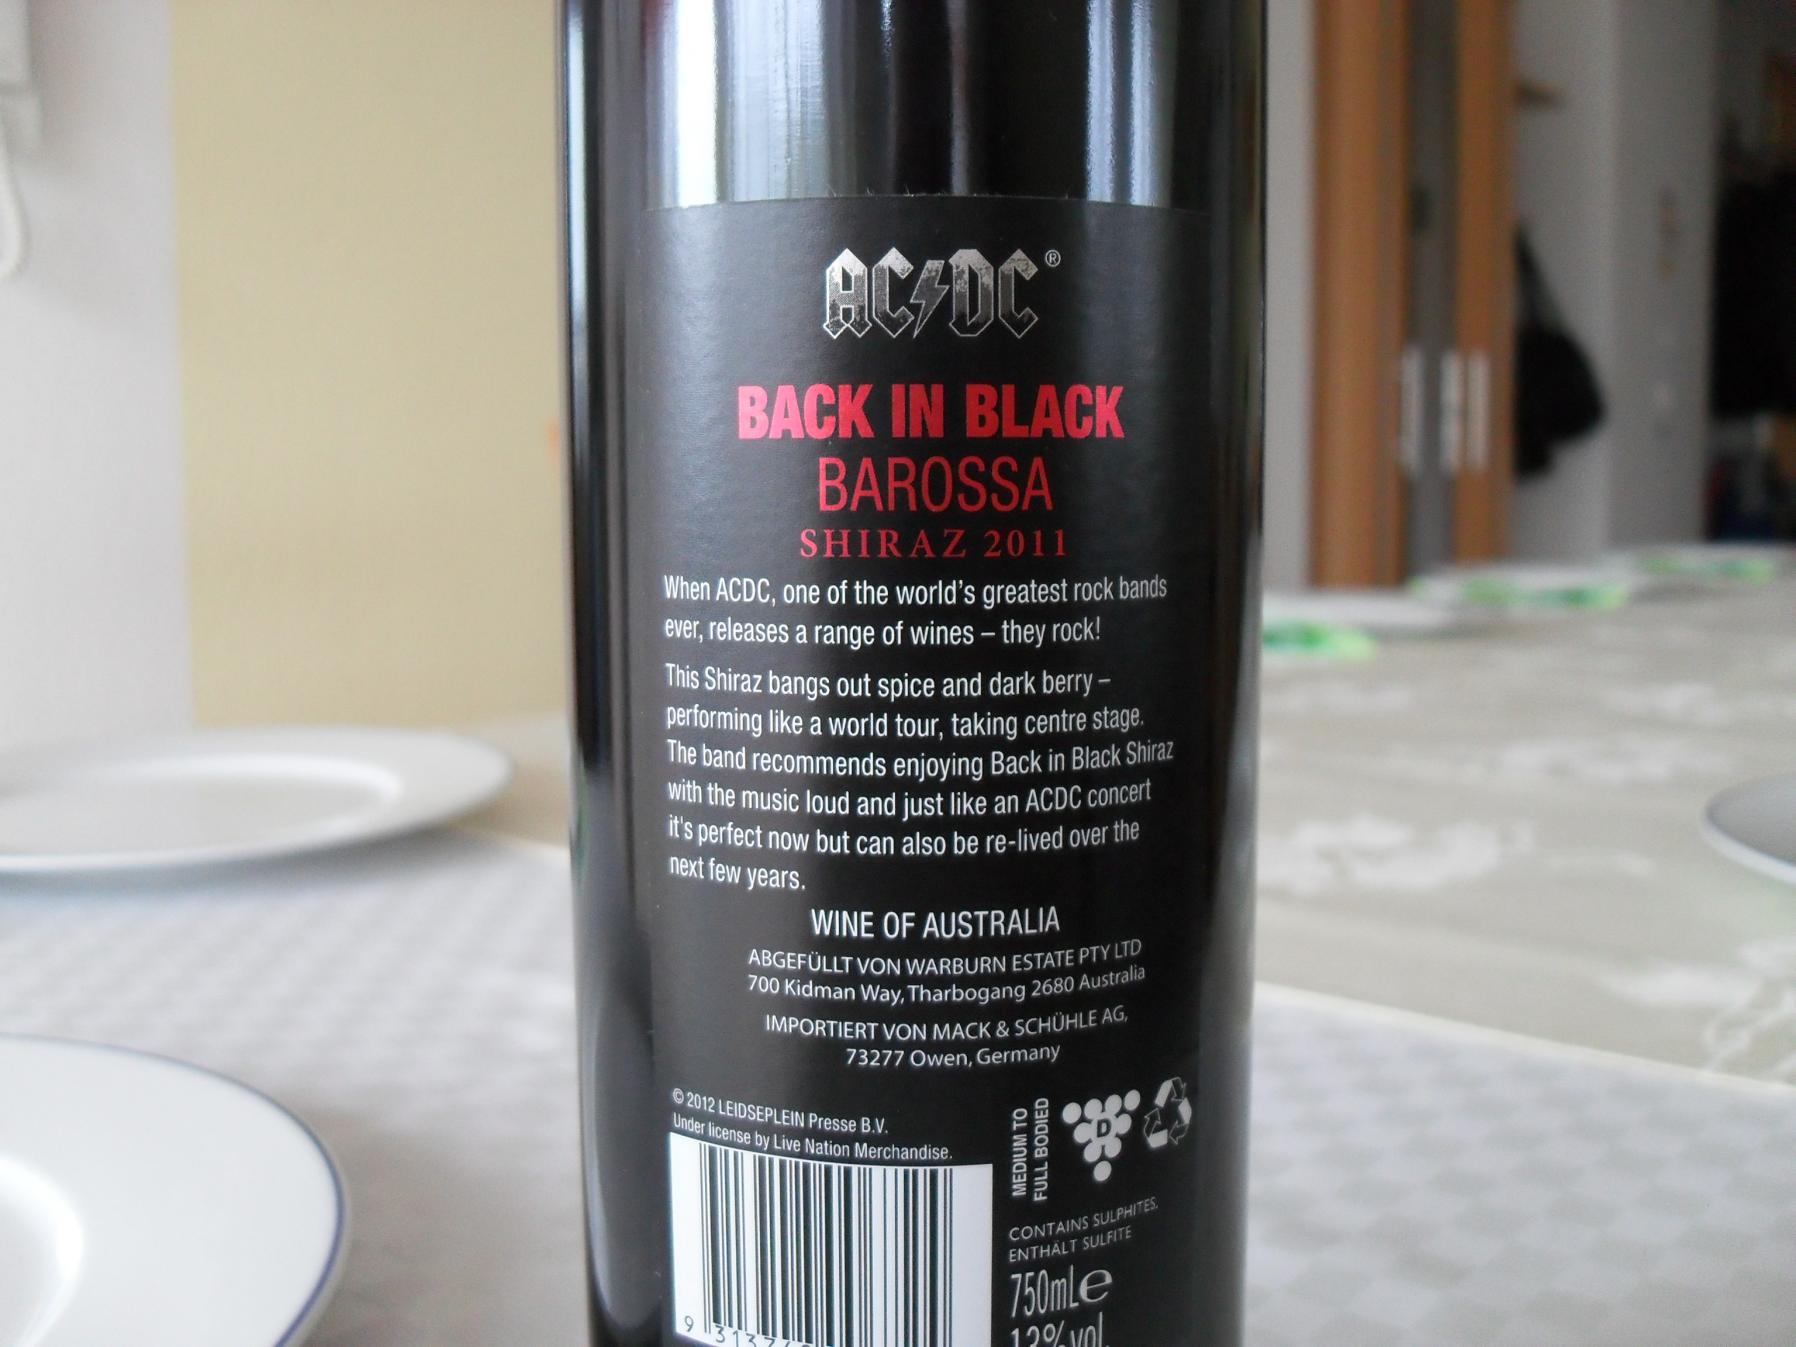 AC⚡DC®
BACK IN BLACK
BAROSSA
SHIRAZ 2011
When ACDC, one of the world's greatest rock bands
ever, releases a range of wines – they rock!
This Shiraz bangs out spice and dark berry –
performing like a world tour, taking centre stage.
The band recommends enjoying Back in Black Shiraz
with the music loud and just like an ACDC concert
it's perfect now but can also be re-lived over the
next few years.
WINE OF AUSTRALIA
ABGEFÜLLT VON WARBURN ESTATE PTY LTD
700 Kidman Way, Tharbogang 2680 Australia
IMPORTIERT VON MACK & SCHÜHLE AG,
73277 Owen, Germany
© 2012 LEIDSEPLEIN Presse B.V.
Under license by Live Nation Merchandise.
MEDIUM TO
FULL BODIED
D
CONTAINS SULPHITES.
ENTHÄLT SULFITE
750mL℮
13%vol